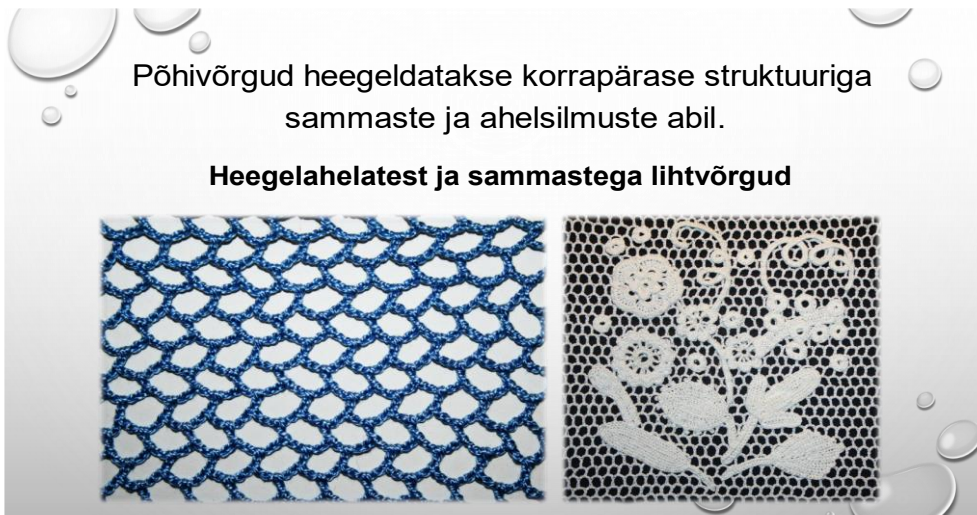 Põhivõrgud heegeldatakse korrapärase struktuuriga
sammaste ja ahelsilmuste abil.
Heegelahelatest ja sammastega lihtvõrgud